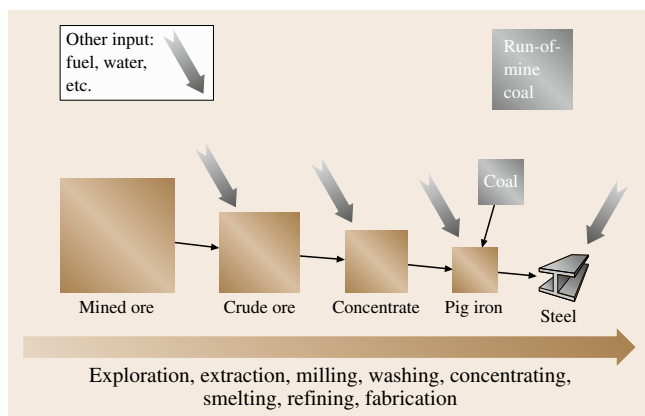 Other input:
fuel, water,
etc.
Run-of-
mine
coal
Coal
Mined ore
Crude ore
Concentrate
Pig iron
Steel
Exploration, extraction, milling, washing, concentrating,
smelting, refining, fabrication